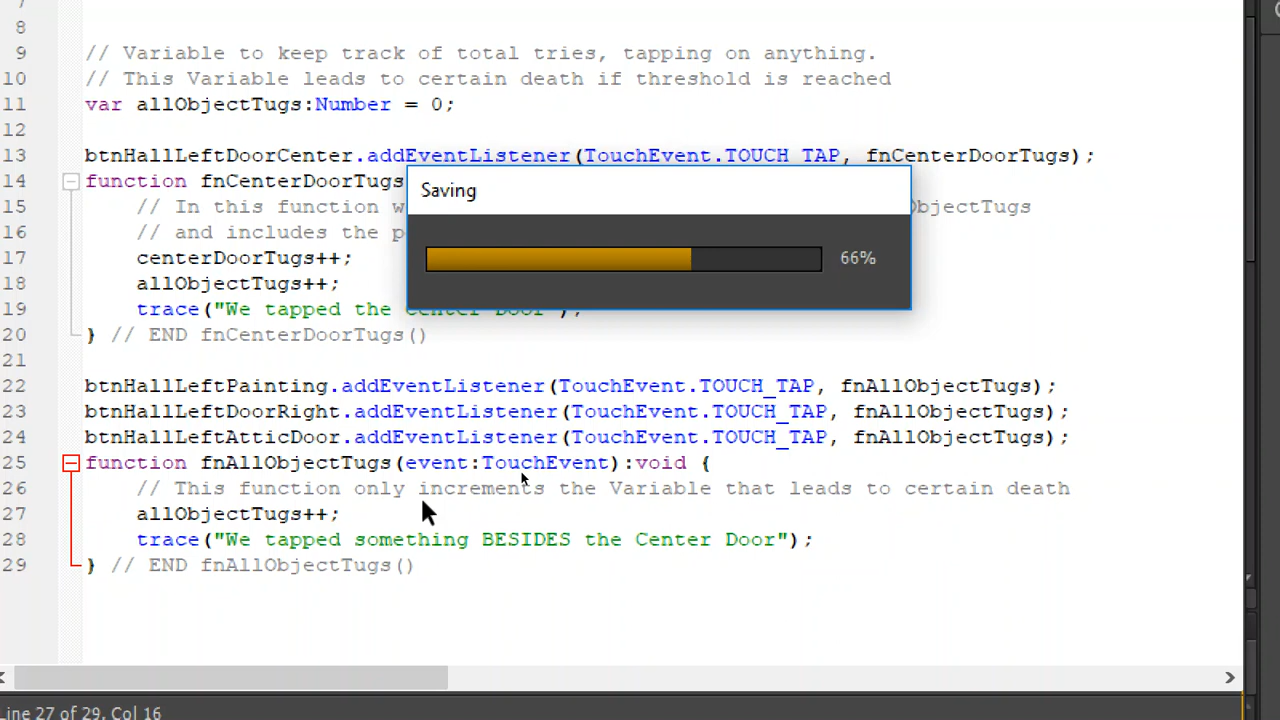 7
8
9 // Variable to keep track of total tries, tapping on anything.
10 // This Variable leads to certain death if threshold is reached
11 var allObjectTugs:Number = 0;
12
13 btnHallLeftDoorCenter.addEventListener(TouchEvent.TOUCH_TAP, fnCenterDoorTugs);
14 function fnCenterDoorTugs
Saving
15 // In this function w bjectTugs
16 // and includes the p
17 centerDoorTugs++;
66%
18 allObjectTugs++;
19 trace("We tapped the Center Door");
20 } // END fnCenterDoorTugs()
21
22 btnHallLeftPainting.addEventListener(TouchEvent.TOUCH_TAP, fnAllObjectTugs);
23 btnHallLeftDoorRight.addEventListener(TouchEvent.TOUCH_TAP, fnAllObjectTugs);
24 btnHallLeftAtticDoor.addEventListener(TouchEvent.TOUCH_TAP, fnAllObjectTugs);
25 function fnAllObjectTugs(event:TouchEvent):void {
26 // This function only increments the Variable that leads to certain death
27 allObjectTugs++;
28 trace("We tapped something BESIDES the Center Door");
29 } // END fnAllObjectTugs()
Line 27 of 29, Col 16